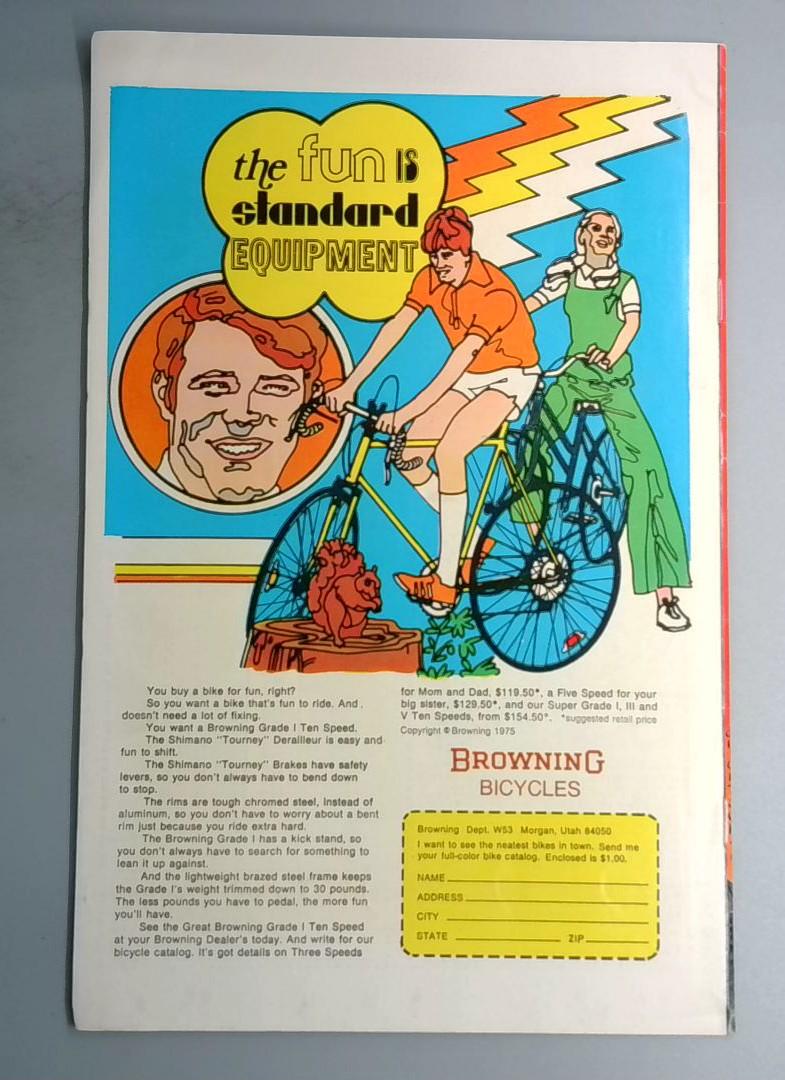 the fun IS
standard
EQUIPMENT
You buy a bike for fun, right?
So you want a bike that's fun to ride. And
doesn't need a lot of fixing.
You want a Browning Grade I Ten Speed.
The Shimano "Tourney" Derailleur is easy and
fun to shift.
The Shimano "Tourney" Brakes have safety
levers, so you don't always have to bend down
to stop.
The rims are tough chromed steel, instead of
aluminum, so you don't have to worry about a bent
rim just because you ride extra hard.
The Browning Grade I has a kick stand, so
you don't always have to search for something to
lean it up against.
And the lightweight brazed steel frame keeps
the Grade I's weight trimmed down to 30 pounds.
The less pounds you have to pedal, the more fun
you'll have.
See the Great Browning Grade I Ten Speed
at your Browning Dealer's today. And write for our
bicycle catalog. It's got details on Three Speeds
for Mom and Dad, $119.50*, a Five Speed for your
big sister, $129.50*, and our Super Grade I, III and
V Ten Speeds, from $154.50*. *suggested retail price
Copyright © Browning 1975
BROWNING
BICYCLES
Browning Dept. W53 Morgan, Utah 84050
I want to see the neatest bikes in town. Send me
your full-color bike catalog. Enclosed is $1.00.
NAME
ADDRESS
CITY
STATE ZIP